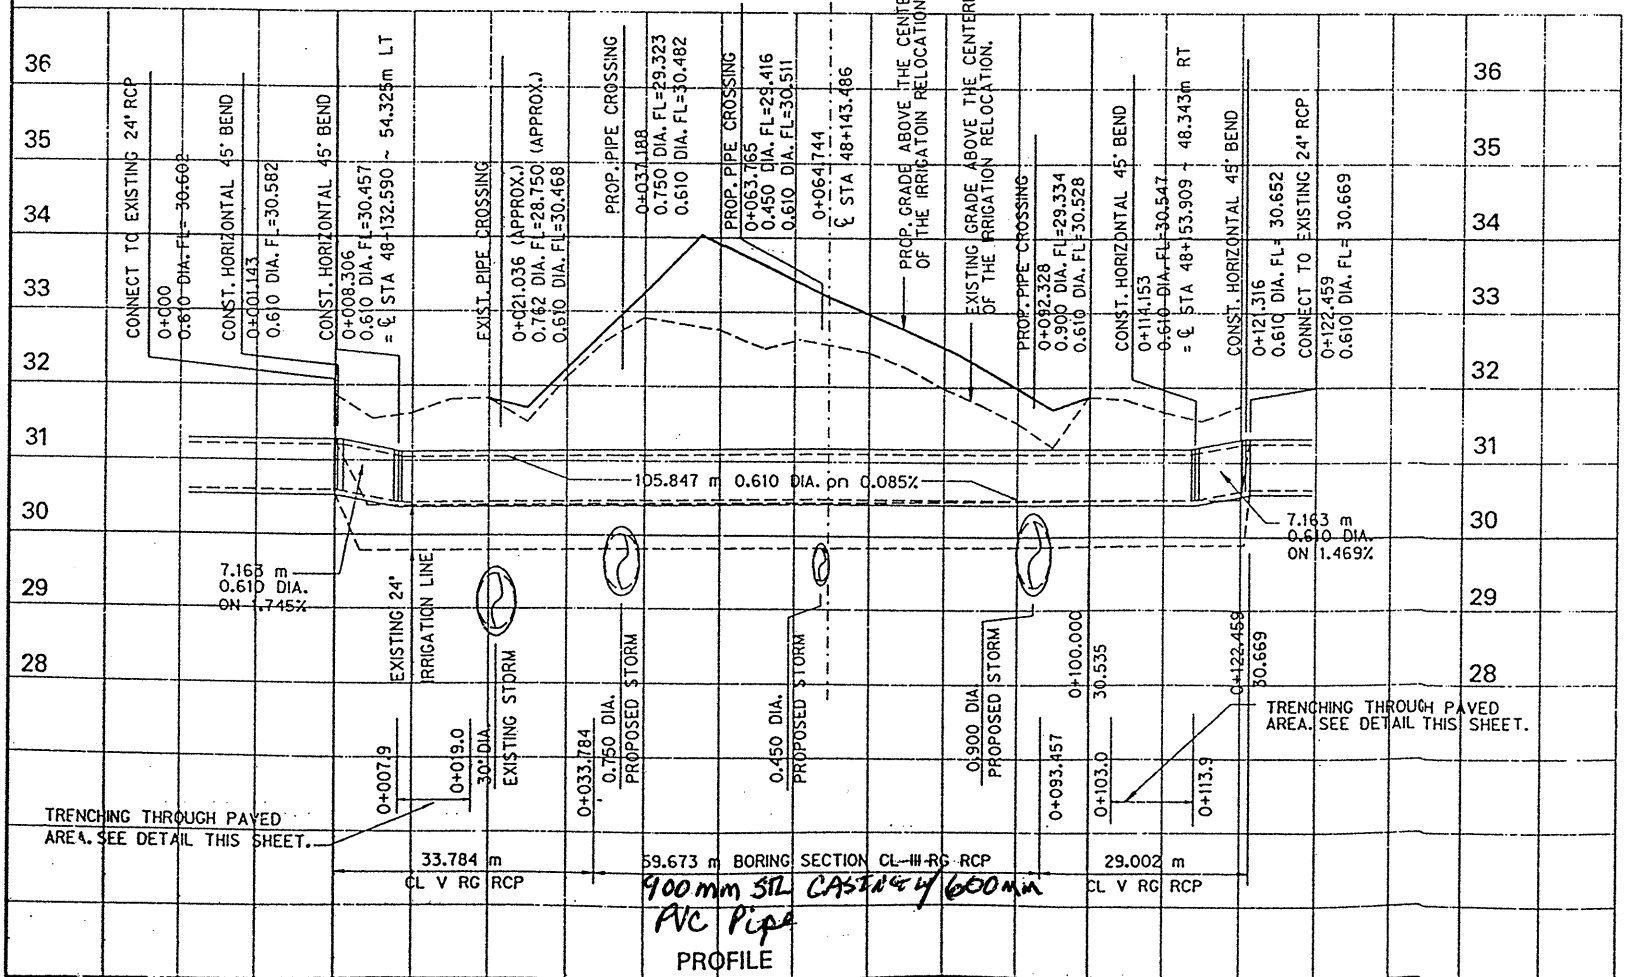 36
35
34
33
32
31
30
29
28
CONNECT TO EXISTING 24" RCP
0+000
0.610 DIA. FL= 30.602
CONST. HORIZONTAL 45° BEND
0+001.143
0.610 DIA. FL=30.582
CONST. HORIZONTAL 45° BEND
0+008.306
0.610 DIA. FL=30.457
= ℄ STA 48+132.590 ~ 54.325m LT
EXIST. PIPE CROSSING
0+021.036 (APPROX.)
0.762 DIA. FL=28.750 (APPROX.)
0.610 DIA. FL=30.468
PROP. PIPE CROSSING
0+037.188
0.750 DIA. FL=29.323
0.610 DIA. FL=30.482
PROP. PIPE CROSSING
0+063.765
0.450 DIA. FL=29.416
0.610 DIA. FL=30.511
0+064.744
℄ STA 48+143.486
PROP. GRADE ABOVE THE
OF THE IRRIGATOIN RELOCATION
EXISTING GRADE ABOVE THE
OF THE IRRIGATION RELOCATION.
PROP. PIPE CROSSING
0+092.328
0.900 DIA. FL=29.334
0.610 DIA. FL=30.528
CONST. HORIZONTAL 45° BEND
0+114.153
0.610 DIA. FL=30.547
= ℄ STA 48+153.909 ~ 48.343m RT
CONST. HORIZONTAL 45° BEND
0+121.316
0.610 DIA. FL= 30.652
CONNECT TO EXISTING 24" RCP
0+122.459
0.610 DIA. FL= 30.669
36
35
34
33
32
31
30
29
28
105.847 m 0.610 DIA. on 0.085%
7.163 m
0.610 DIA.
ON 1.745%
7.163 m
0.610 DIA.
ON 1.469%
EXISTING 24"
IRRIGATION LINE
0+007.9
0+019.0
30" DIA.
EXISTING STORM
0+033.784
0.750 DIA.
PROPOSED STORM
0.450 DIA.
PROPOSED STORM
0.900 DIA.
PROPOSED STORM
0+100.000
30.535
0+093.457
0+103.0
0+113.9
0+122.459
30.669
TRENCHING THROUGH PAVED
AREA. SEE DETAIL THIS SHEET.
TRENCHING THROUGH PAVED
AREA. SEE DETAIL THIS SHEET.
33.784 m
CL V RG RCP
59.673 m BORING SECTION CL-III-RG RCP
29.002 m
CL V RG RCP
900 mm STL CASING w/ 600 mm
PVC Pipe
PROFILE